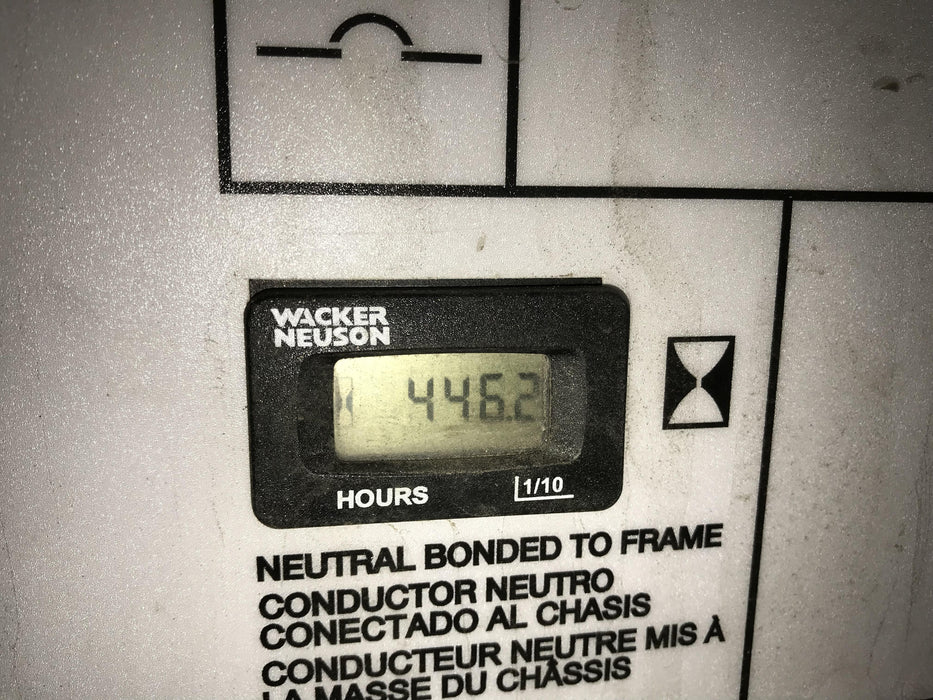 WACKER
NEUSON
446.2
HOURS
1/10
NEUTRAL BONDED TO FRAME
CONDUCTOR NEUTRO
CONECTADO AL CHASIS
CONDUCTEUR NEUTRE MIS À
LA MASSE DU CHÂSSIS